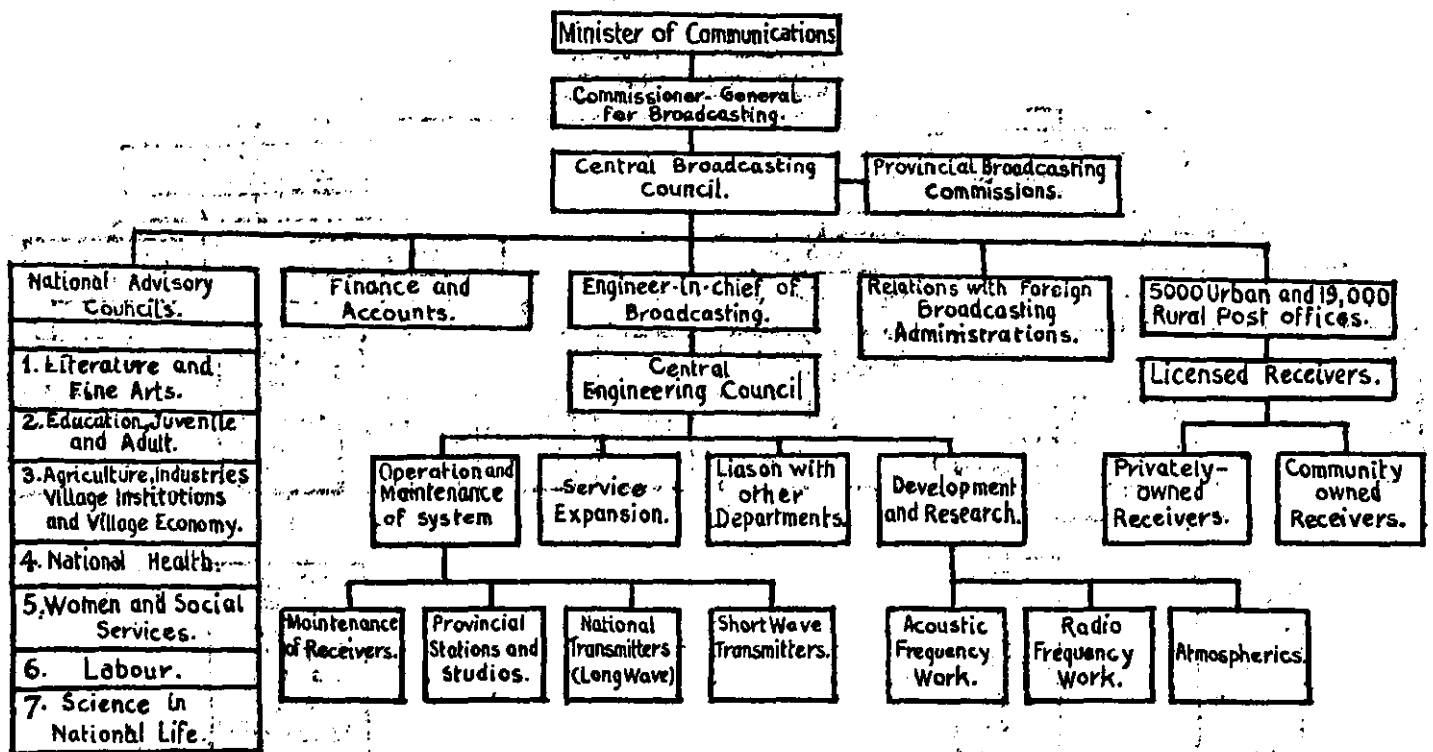 Minister of Communications
Commissioner-General
for Broadcasting.
Central Broadcasting
Council.
Provincial Broadcasting
Commissions.
National Advisory
Councils.
1. Literature and
Fine Arts.
2. Education, Juvenile
and Adult.
3. Agriculture, Industries
Village Institutions
and Village Economy.
4. National Health.
5. Women and Social
Services.
6. Labour.
7. Science in
National Life.
Finance and
Accounts.
Engineer-in-chief, of
Broadcasting.
Relations with Foreign
Broadcasting
Administrations.
5000 Urban and 19,000
Rural Post offices.
Central
Engineering Council
Licensed Receivers.
Operation and
Maintenance
of system
Service
Expansion.
Liason with
other
Departments.
Development
and Research.
Privately-
owned
Receivers.
Community
owned
Receivers.
Maintenance
of Receivers.
Provincial
Stations and
Studios.
National
Transmitters
(Long Wave)
Short Wave
Transmitters.
Acoustic
Frequency
Work.
Radio
Frequency
Work.
Atmospherics.